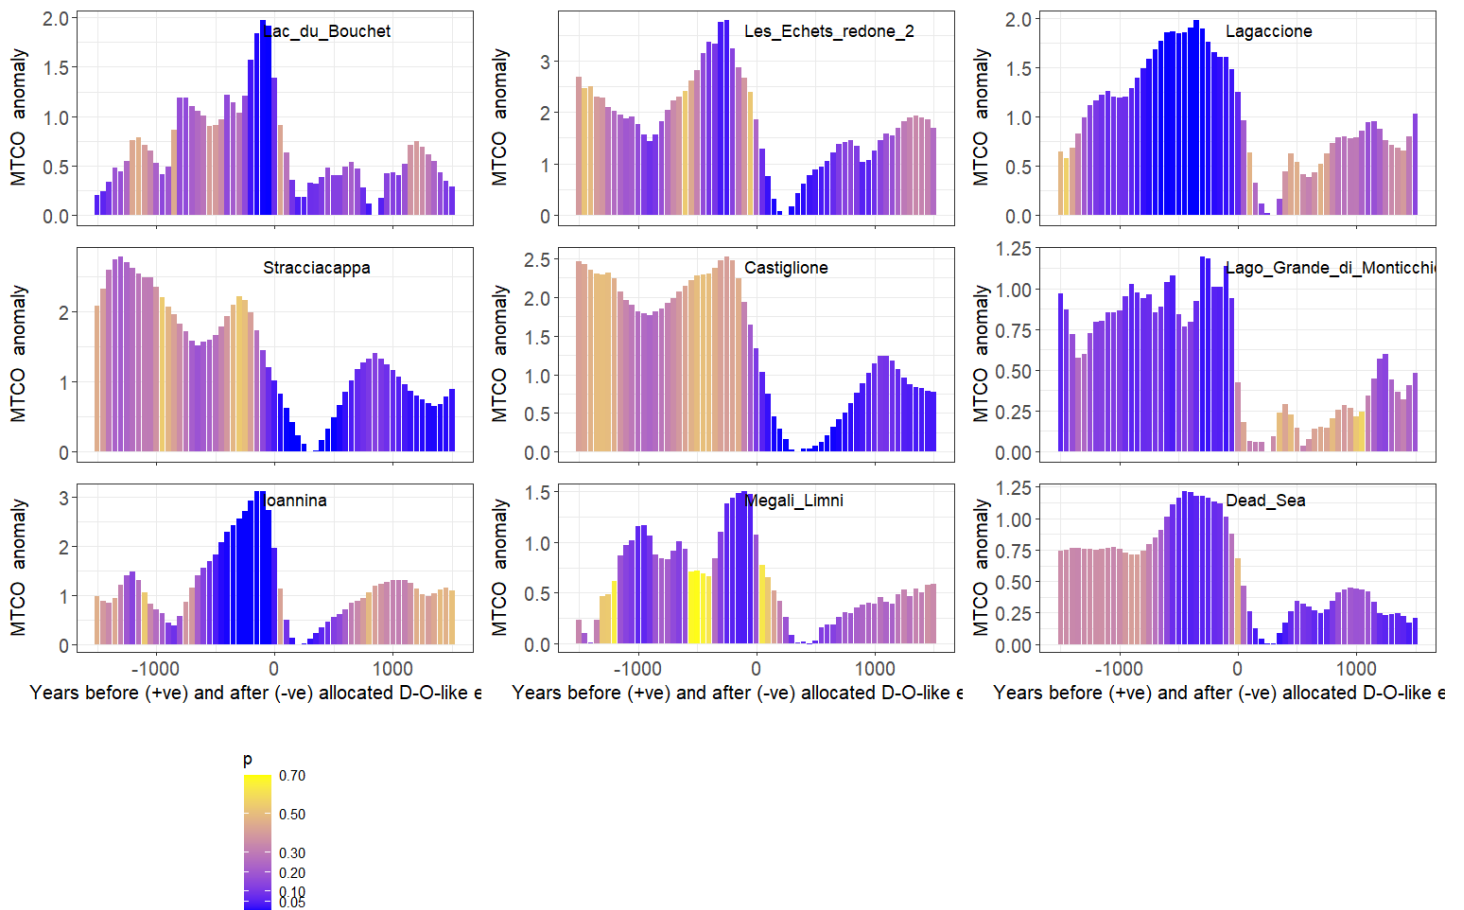 MTCO anomaly
2.0
1.5
1.0
0.5
0.0
Lac_du_Bouchet
MTCO anomaly
3
2
1
0
Les_Echets_redone_2
MTCO anomaly
2.0
1.5
1.0
0.5
0.0
Lagaccione
MTCO anomaly
2
1
0
Stracciacappa
MTCO anomaly
2.5
2.0
1.5
1.0
0.5
0.0
Castiglione
MTCO anomaly
1.25
1.00
0.75
0.50
0.25
0.00
Lago_Grande_di_Monticchi
MTCO anomaly
3
2
1
0
Ioannina
-1000 0 1000
Years before (+ve) and after (-ve) allocated D-O-like e
MTCO anomaly
1.5
1.0
0.5
0.0
Megali_Limni
-1000 0 1000
Years before (+ve) and after (-ve) allocated D-O-like e
MTCO anomaly
1.25
1.00
0.75
0.50
0.25
0.00
Dead_Sea
-1000 0 1000
Years before (+ve) and after (-ve) allocated D-O-like e
p
0.70
0.50
0.30
0.20
0.10
0.05